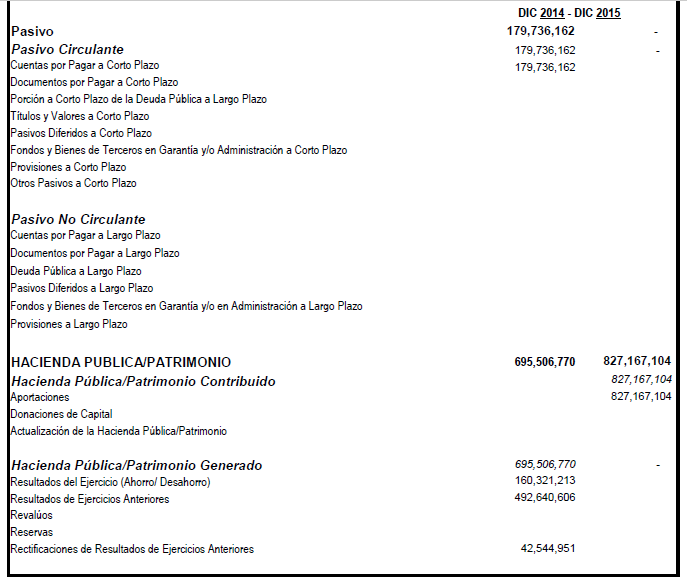 DIC 2014 - DIC 2015
Pasivo 179,736,162 -
Pasivo Circulante 179,736,162 -
Cuentas por Pagar a Corto Plazo 179,736,162
Documentos por Pagar a Corto Plazo
Porción a Corto Plazo de la Deuda Pública a Largo Plazo
Títulos y Valores a Corto Plazo
Pasivos Diferidos a Corto Plazo
Fondos y Bienes de Terceros en Garantía y/o Administración a Corto Plazo
Provisiones a Corto Plazo
Otros Pasivos a Corto Plazo
Pasivo No Circulante
Cuentas por Pagar a Largo Plazo
Documentos por Pagar a Largo Plazo
Deuda Pública a Largo Plazo
Pasivos Diferidos a Largo Plazo
Fondos y Bienes de Terceros en Garantía y/o en Administración a Largo Plazo
Provisiones a Largo Plazo
HACIENDA PUBLICA/PATRIMONIO 695,506,770 827,167,104
Hacienda Pública/Patrimonio Contribuido 827,167,104
Aportaciones 827,167,104
Donaciones de Capital
Actualización de la Hacienda Pública/Patrimonio
Hacienda Pública/Patrimonio Generado 695,506,770 -
Resultados del Ejercicio (Ahorro/ Desahorro) 160,321,213
Resultados de Ejercicios Anteriores 492,640,606
Revalúos
Reservas
Rectificaciones de Resultados de Ejercicios Anteriores 42,544,951